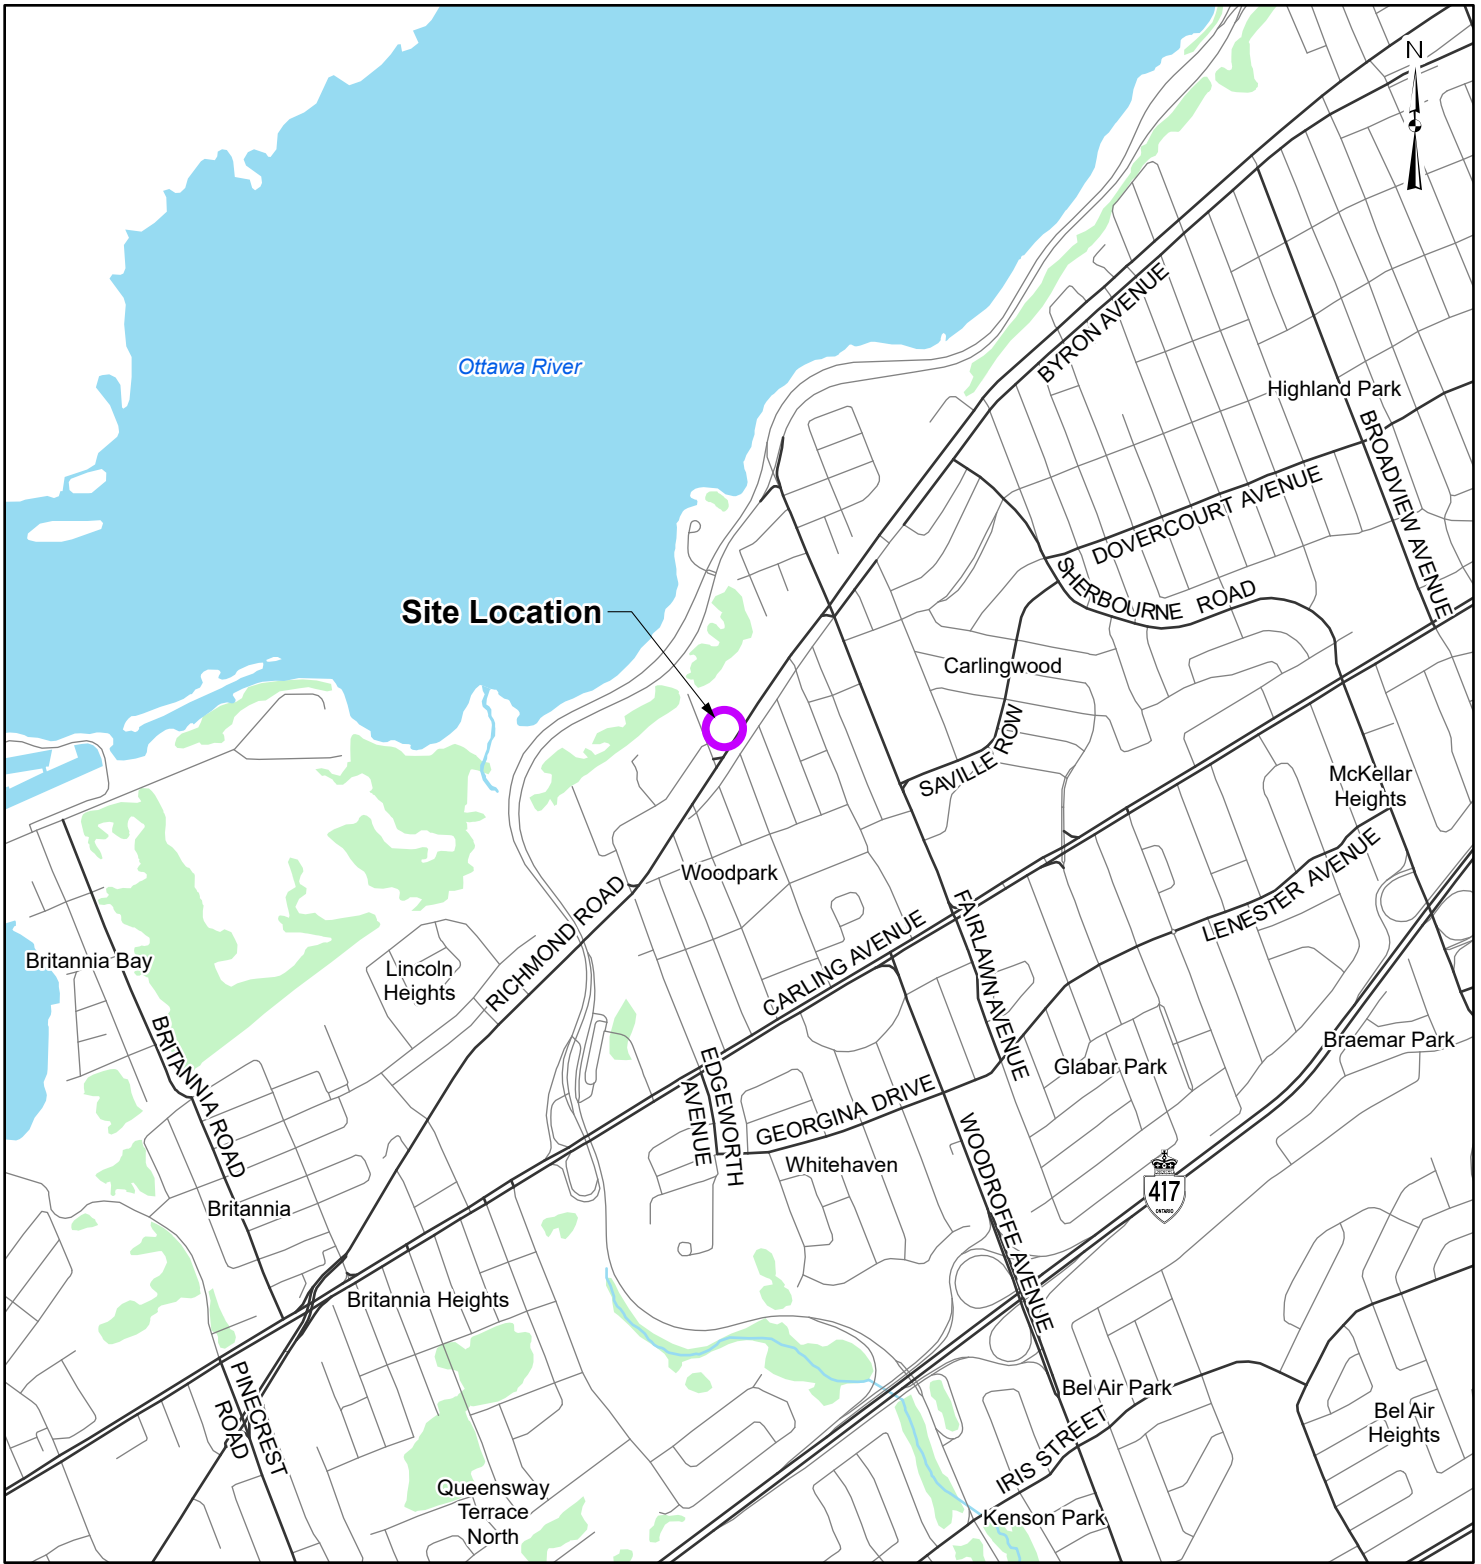 N
BYRON AVENUE
Ottawa River
Highland Park
BROADVIEW AVENUE
DOVERCOURT AVENUE
SHERBOURNE ROAD
Site Location
Carlingwood
SAVILLE ROW
McKellar
Heights
LENESTER AVENUE
Woodpark
RICHMOND ROAD
FAIRLAWN AVENUE
CARLING AVENUE
Britannia Bay
Lincoln
Heights
BRITANNIA ROAD
Braemar Park
Glabar Park
EDGEWORTH
AVENUE
GEORGINA DRIVE
Whitehaven
WOODROFFE AVENUE
417
ONTARIO
Britannia
Britannia Heights
PINECREST
ROAD
Bel Air Park
Bel Air
Heights
IRIS STREET
Queensway
Terrace
North
Kenson Park